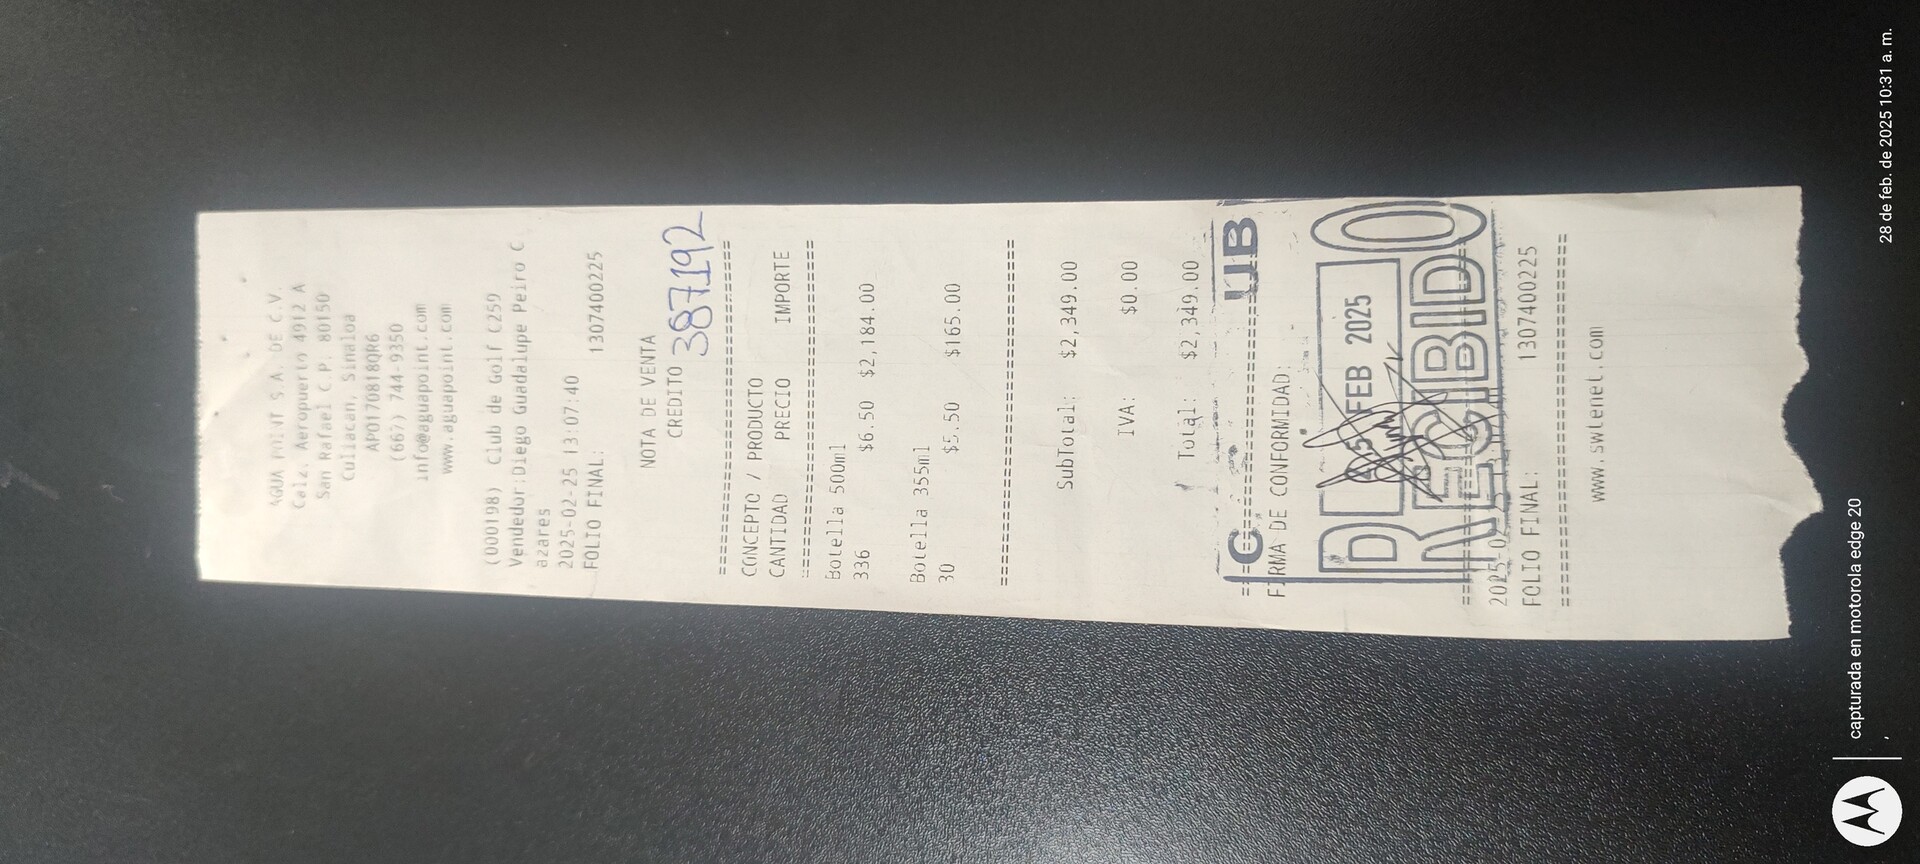 AGUA POINT S.A. DE C.V.
Calz. Aeropuerto 4912 A
San Rafael C.P. 80150
Culiacan, Sinaloa
APO170818QR6
(667) 744-9350
info@aguapoint.com
www.aguapoint.com
(000198) Club de Golf C259
Vendedor:Diego Guadalupe Peiro C
azares
2025-02-25 13:07:40
FOLIO FINAL: 1307400225
NOTA DE VENTA
CREDITO 387192
================================
CONCEPTO / PRODUCTO
CANTIDAD PRECIO IMPORTE
================================
Botella 500ml
336 $6.50 $2,184.00
Botella 355ml
30 $5.50 $165.00
================================
SubTotal: $2,349.00
IVA: $0.00
Total: $2,349.00
C UB
================================
FIRMA DE CONFORMIDAD:
FEB 2025
RECIBIDO
================================
2025-02-
FOLIO FINAL: 1307400225
================================
www.swlenet.com
capturada en motorola edge 20
28 de feb. de 2025 10:31 a. m.